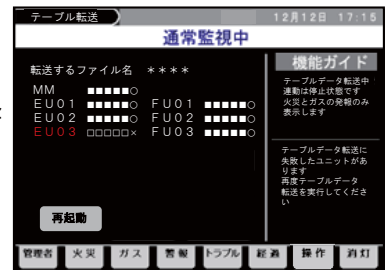 テーブル転送
12月12日 17:15
通常監視中
転送するファイル名 ****
MM ■■■■■○
EU01 ■■■■■○ FU01 ■■■■■○
EU02 ■■■■■○ FU02 ■■■■■○
EU03 □□□□□× FU03 ■■■■■○
再起動
機能ガイド
テーブルデータ転送中
連動は停止状態です
火災とガスの発報のみ
表示します
テーブルデータ転送に
失敗したユニットがあ
ります
再度テーブルデータ
転送を実行してくださ
い
管理者 火災 ガス 警報 トラブル 経過 操作 消灯